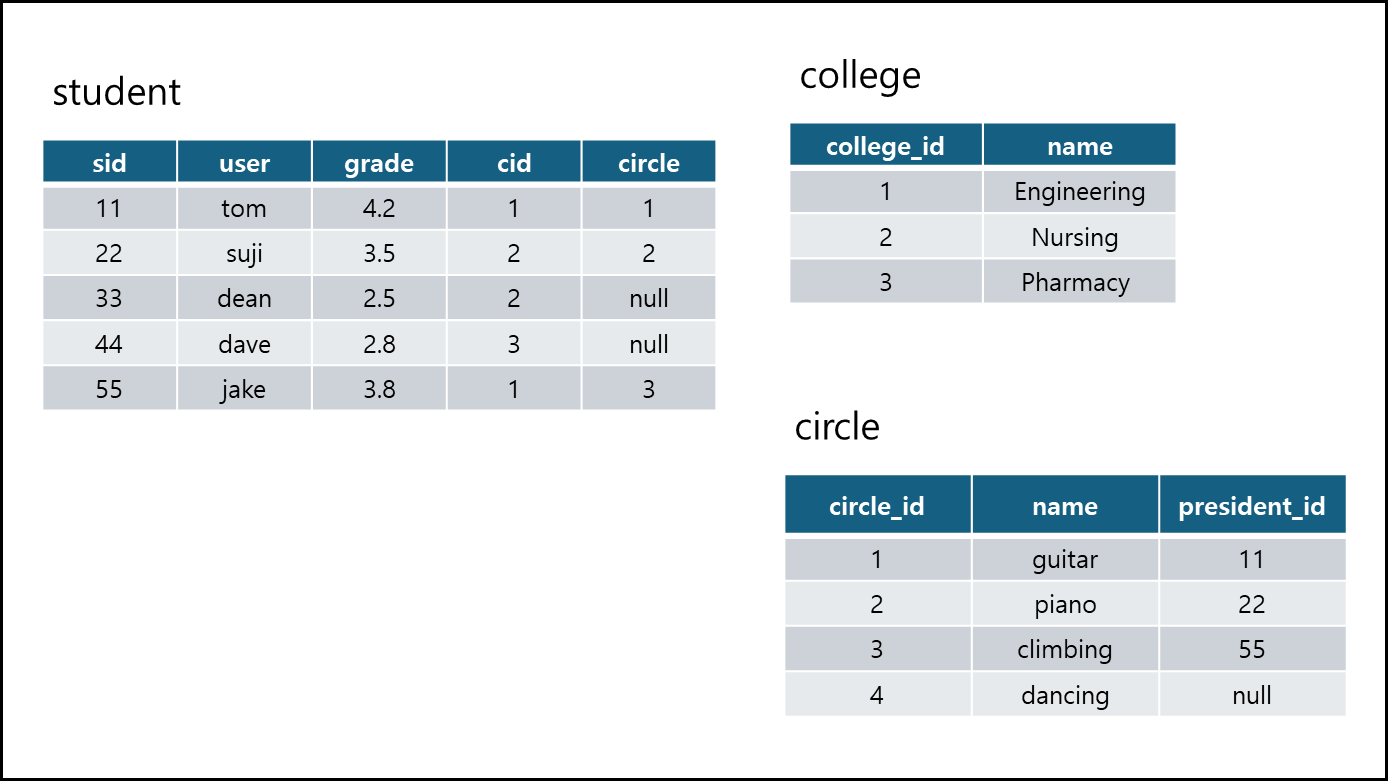 student
sid user grade cid circle
11 tom 4.2 1 1
22 suji 3.5 2 2
33 dean 2.5 2 null
44 dave 2.8 3 null
55 jake 3.8 1 3
college
college_id name
1 Engineering
2 Nursing
3 Pharmacy
circle
circle_id name president_id
1 guitar 11
2 piano 22
3 climbing 55
4 dancing null